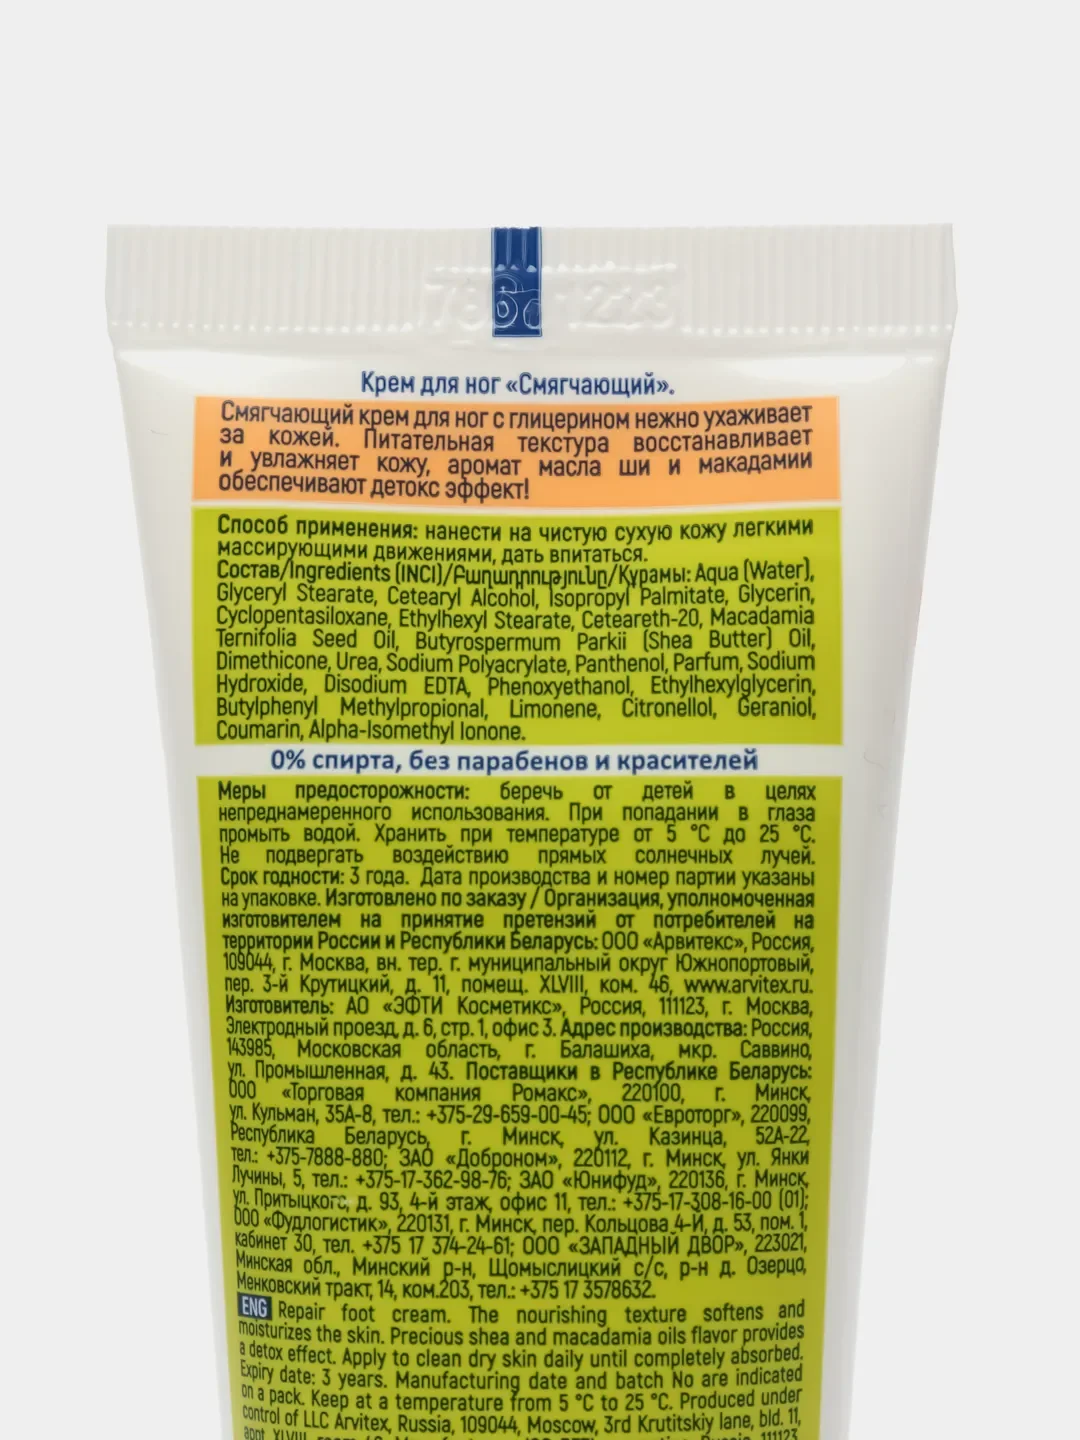 Крем для ног «Смягчающий».
Смягчающий крем для ног с глицерином нежно ухаживает
за кожей. Питательная текстура восстанавливает
и увлажняет кожу, аромат масла ши и макадамии
обеспечивают детокс эффект!
Способ применения: нанести на чистую сухую кожу легкими
массирующими движениями, дать впитаться.
Состав/Ingredients (INCI)/Բաղադրությունը/Құрамы: Aqua (Water),
Glyceryl Stearate, Cetearyl Alcohol, Isopropyl Palmitate, Glycerin,
Cyclopentasiloxane, Ethylhexyl Stearate, Ceteareth-20, Macadamia
Ternifolia Seed Oil, Butyrospermum Parkii (Shea Butter) Oil,
Dimethicone, Urea, Sodium Polyacrylate, Panthenol, Parfum, Sodium
Hydroxide, Disodium EDTA, Phenoxyethanol, Ethylhexylglycerin,
Butylphenyl Methylpropional, Limonene, Citronellol, Geraniol,
Coumarin, Alpha-Isomethyl Ionone.
0% спирта, без парабенов и красителей
Меры предосторожности: беречь от детей в целях
непреднамеренного использования. При попадании в глаза
промыть водой. Хранить при температуре от 5 °C до 25 °C.
Не подвергать воздействию прямых солнечных лучей.
Срок годности: 3 года. Дата производства и номер партии указаны
на упаковке. Изготовлено по заказу / Организация, уполномоченная
изготовителем на принятие претензий от потребителей на
территории России и Республики Беларусь: ООО «Арвитекс», Россия,
109044, г. Москва, вн. тер. г. муниципальный округ Южнопортовый,
пер. 3-й Крутицкий, д. 11, помещ. XLVIII, ком. 46, www.arvitex.ru.
Изготовитель: АО «ЭФТИ Косметикс», Россия, 111123, г. Москва,
Электродный проезд, д. 6, стр. 1, офис 3. Адрес производства: Россия,
143985, Московская область, г. Балашиха, мкр. Саввино,
ул. Промышленная, д. 43. Поставщики в Республике Беларусь:
ООО «Торговая компания Ромакс», 220100, г. Минск,
ул. Кульман, 35А-8, тел.: +375-29-659-00-45; ООО «Евроторг», 220099,
Республика Беларусь, г. Минск, ул. Казинца, 52А-22,
тел.: +375-7888-880; ЗАО «Доброном», 220112, г. Минск, ул. Янки
Лучины, 5, тел.: +375-17-362-98-76; ЗАО «Юнифуд», 220136, г. Минск,
ул. Притыцкого, д. 93, 4-й этаж, офис 11, тел.: +375-17-308-16-00 (01);
ООО «Фудлогистик», 220131, г. Минск, пер. Кольцова 4-Й, д. 53, пом. 1,
кабинет 30, тел. +375 17 374-24-61; ООО «ЗАПАДНЫЙ ДВОР», 223021,
Минская обл., Минский р-н, Щомыслицкий с/с, р-н д. Озерцо,
Менковский тракт, 14, ком.203, тел.: +375 17 3578632.
ENG Repair foot cream. The nourishing texture softens and
moisturizes the skin. Precious shea and macadamia oils flavor provides
a detox effect. Apply to clean dry skin daily until completely absorbed.
Expiry date: 3 years. Manufacturing date and batch No are indicated
on a pack. Keep at a temperature from 5 °C to 25 °C. Produced under
control of LLC Arvitex, Russia, 109044, Moscow, 3rd Krutitskiy lane, bld. 11,